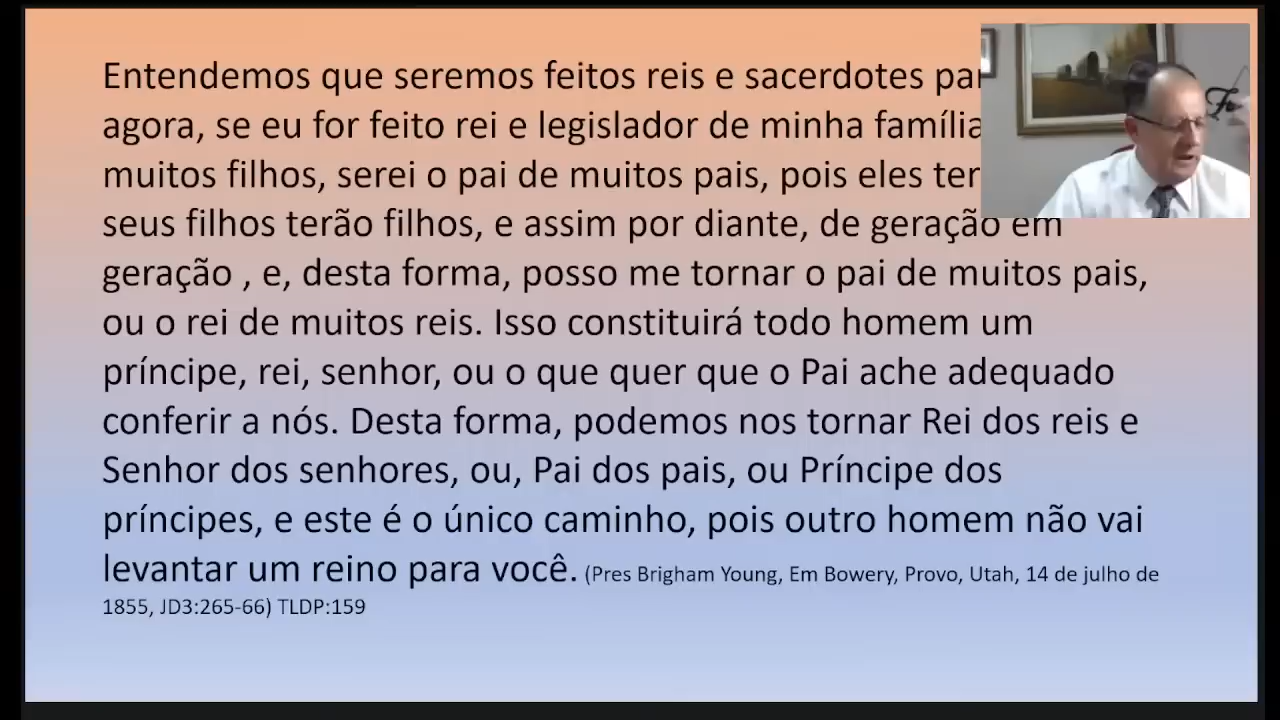 Entendemos que seremos feitos reis e sacerdotes
agora, se eu for feito rei e legislador de minha família
muitos filhos, serei o pai de muitos pais, pois eles
seus filhos terão filhos, e assim por diante, de geração em
geração , e, desta forma, posso me tornar o pai de muitos pais,
ou o rei de muitos reis. Isso constituirá todo homem um
príncipe, rei, senhor, ou o que quer que o Pai ache adequado
conferir a nós. Desta forma, podemos nos tornar Rei dos reis e
Senhor dos senhores, ou, Pai dos pais, ou Príncipe dos
príncipes, e este é o único caminho, pois outro homem não vai
levantar um reino para você. (Pres Brigham Young, Em Bowery, Provo, Utah, 14 de julho de
1855, JD3:265-66) TLDP:159